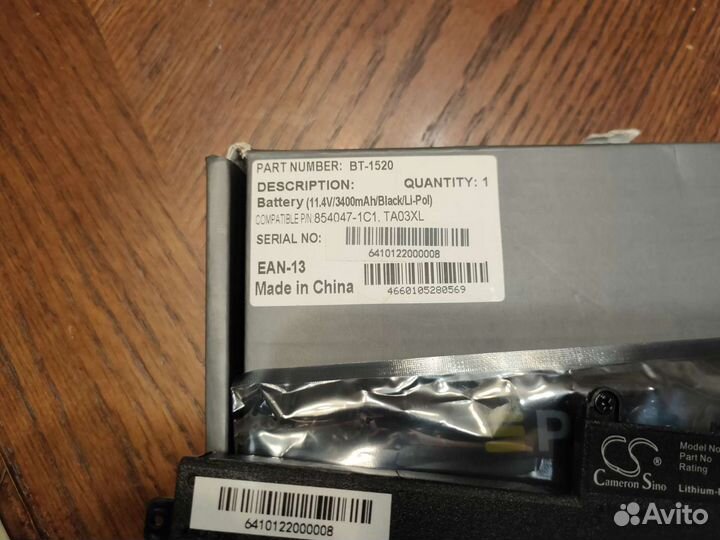 PART NUMBER: BT-1520
DESCRIPTION: QUANTITY: 1
Battery (11.4V/3400mAh/Black/Li-Pol)
COMPATIBLE P/N: 854047-1C1, TA03XL
SERIAL NO:
6410122000008
EAN-13
Made in China
4660105280569
P
CS
Cameron Sino
Model No
Part No
Rating
Lithium-
6410122000008
Avito